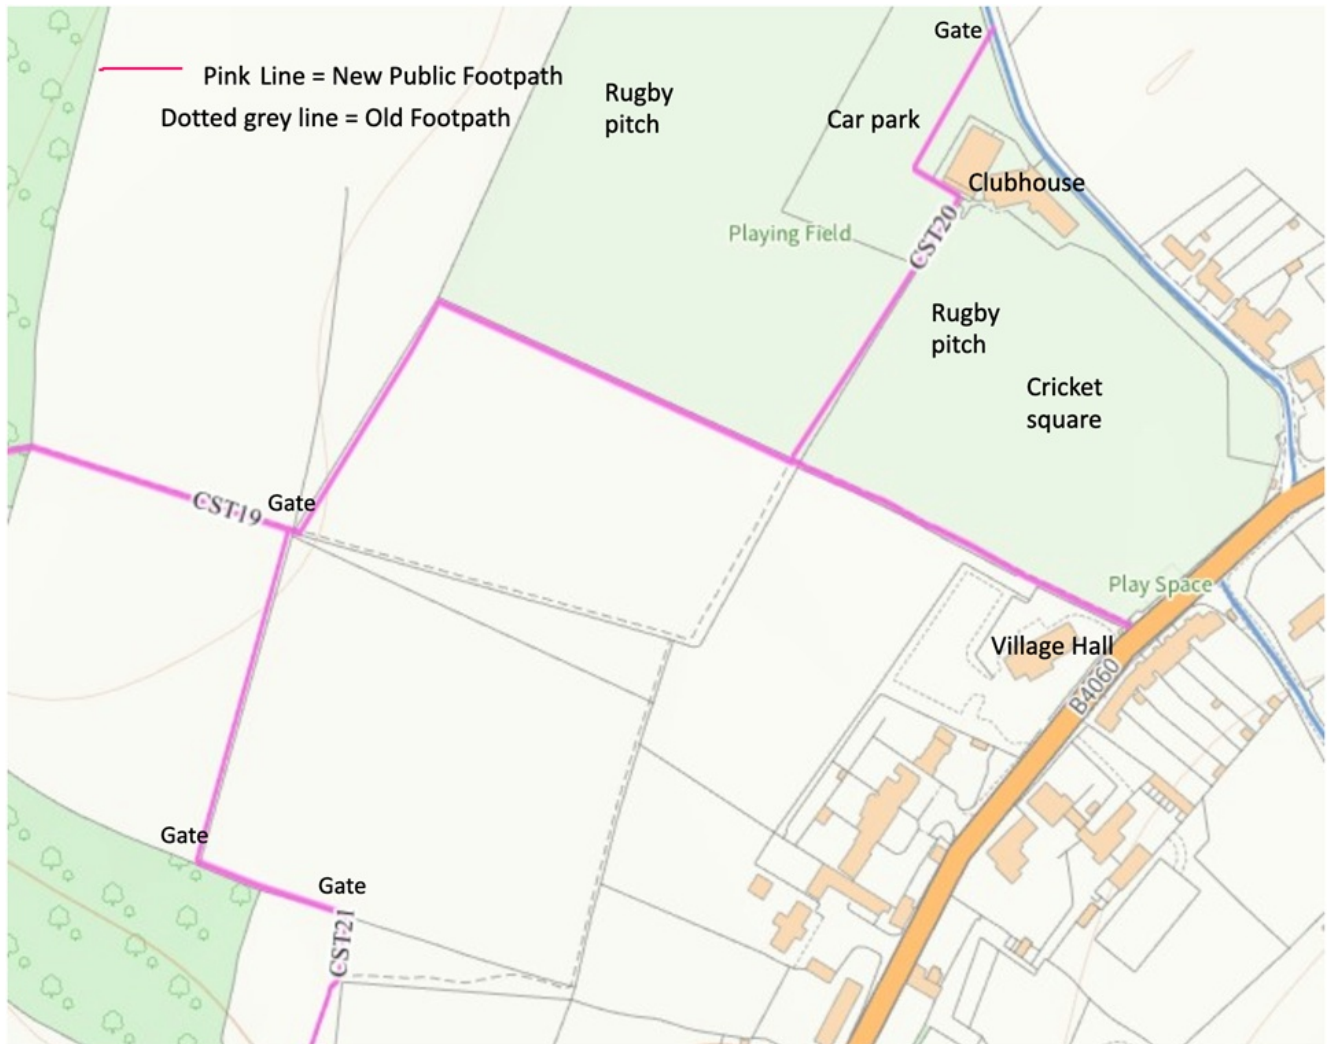 Gate
Pink Line = New Public Footpath
Dotted grey line = Old Footpath
Rugby
pitch
Car park
Clubhouse
Playing Field
CST20
Rugby
pitch
Cricket
square
CST19
Gate
Play Space
Village Hall
B4060
Gate
Gate
CST21